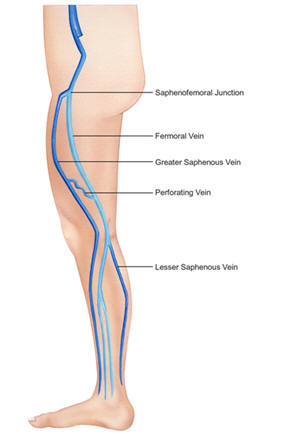 Saphenofemoral Junction
Fermoral Vein
Greater Saphenous Vein
Perforating Vein
Lesser Saphenous Vein